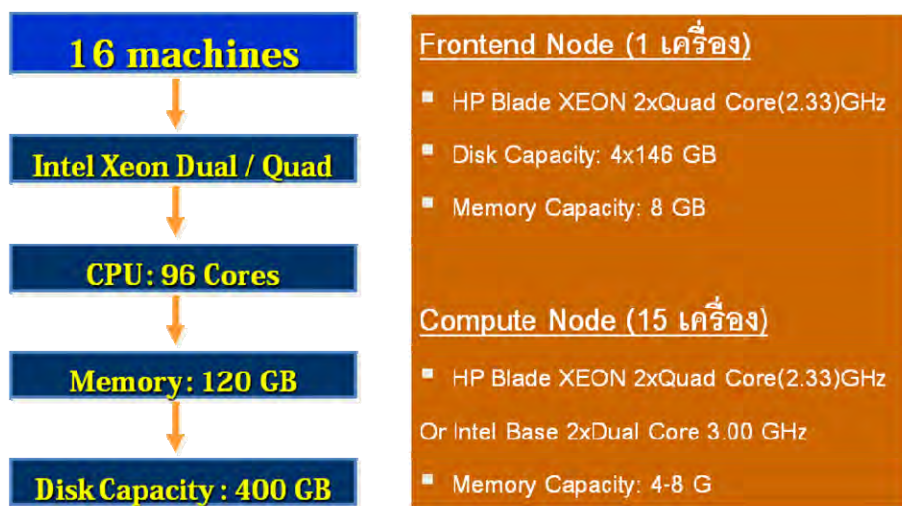 16 machines
Intel Xeon Dual / Quad
CPU: 96 Cores
Memory: 120 GB
Disk Capacity : 400 GB
Frontend Node (1 เครื่อง)
▪ HP Blade XEON 2xQuad Core(2.33)GHz
▪ Disk Capacity: 4x146 GB
▪ Memory Capacity: 8 GB
Compute Node (15 เครื่อง)
▪ HP Blade XEON 2xQuad Core(2.33)GHz
Or Intel Base 2xDual Core 3.00 GHz
▪ Memory Capacity: 4-8 G